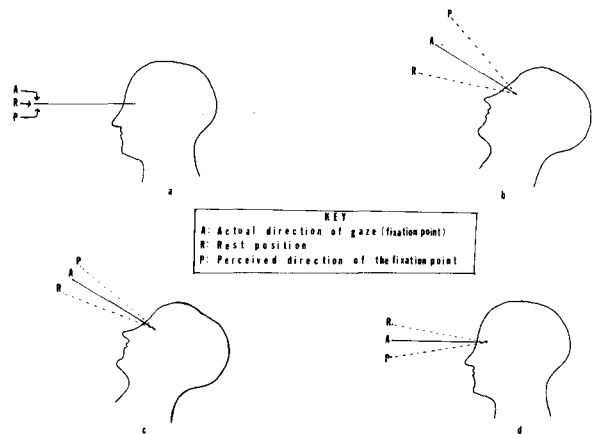 A
R
P
a
P
A
R
b
KEY
A: Actual direction of gaze (fixation point)
R: Rest position
P: Perceived direction of the fixation point
P
A
R
c
R
A
P
d